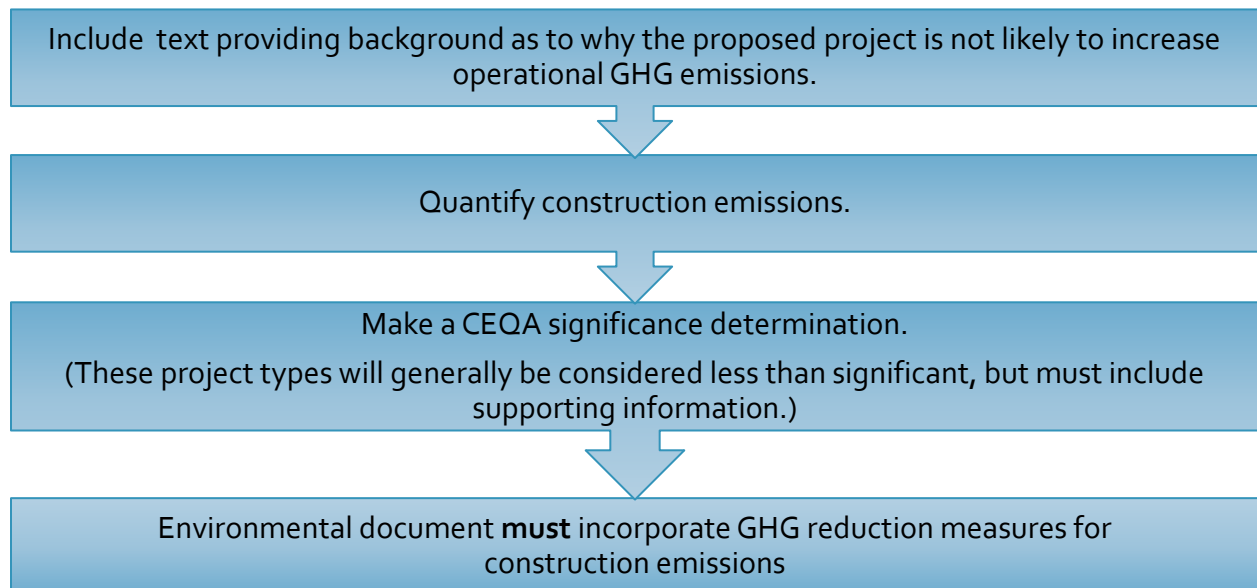 Include text providing background as to why the proposed project is not likely to increase
operational GHG emissions.
Quantify construction emissions.
Make a CEQA significance determination.
(These project types will generally be considered less than significant, but must include
supporting information.)
Environmental document must incorporate GHG reduction measures for
construction emissions